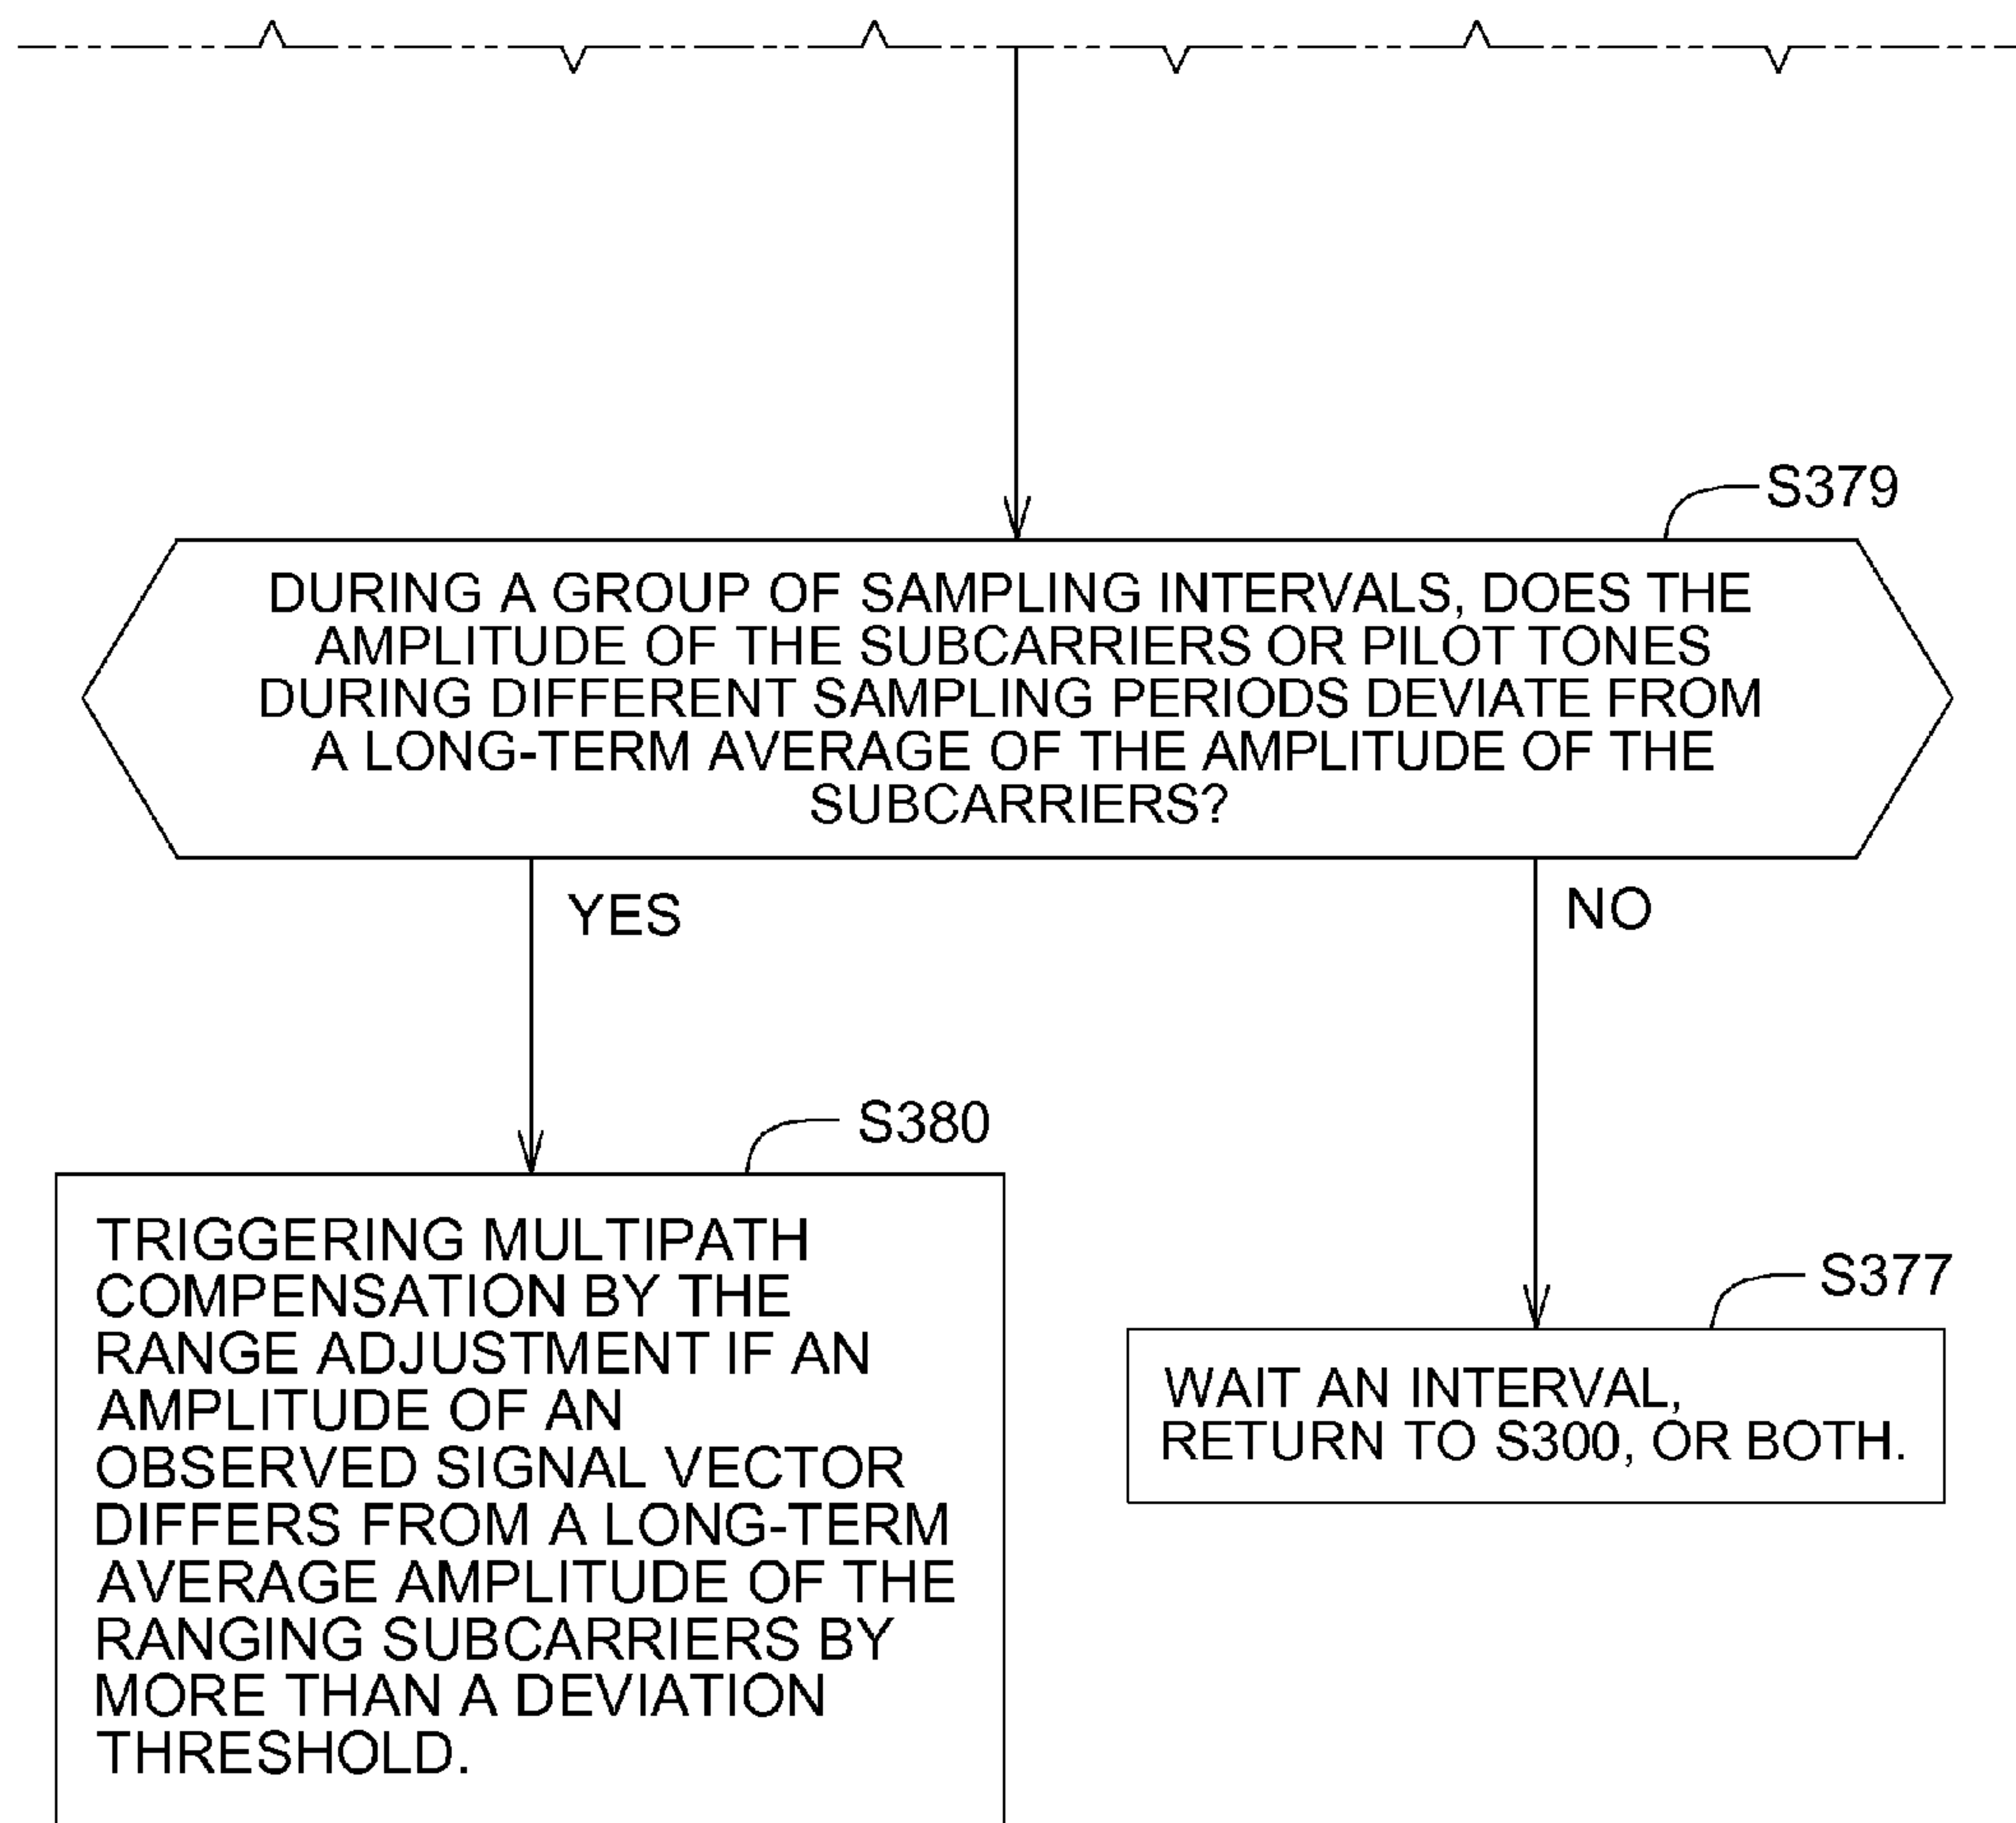 S379
DURING A GROUP OF SAMPLING INTERVALS, DOES THE
AMPLITUDE OF THE SUBCARRIERS OR PILOT TONES
DURING DIFFERENT SAMPLING PERIODS DEVIATE FROM
A LONG-TERM AVERAGE OF THE AMPLITUDE OF THE
SUBCARRIERS?
YES
NO
S380
TRIGGERING MULTIPATH
COMPENSATION BY THE
RANGE ADJUSTMENT IF AN
AMPLITUDE OF AN
OBSERVED SIGNAL VECTOR
DIFFERS FROM A LONG-TERM
AVERAGE AMPLITUDE OF THE
RANGING SUBCARRIERS BY
MORE THAN A DEVIATION
THRESHOLD.
S377
WAIT AN INTERVAL,
RETURN TO S300, OR BOTH.